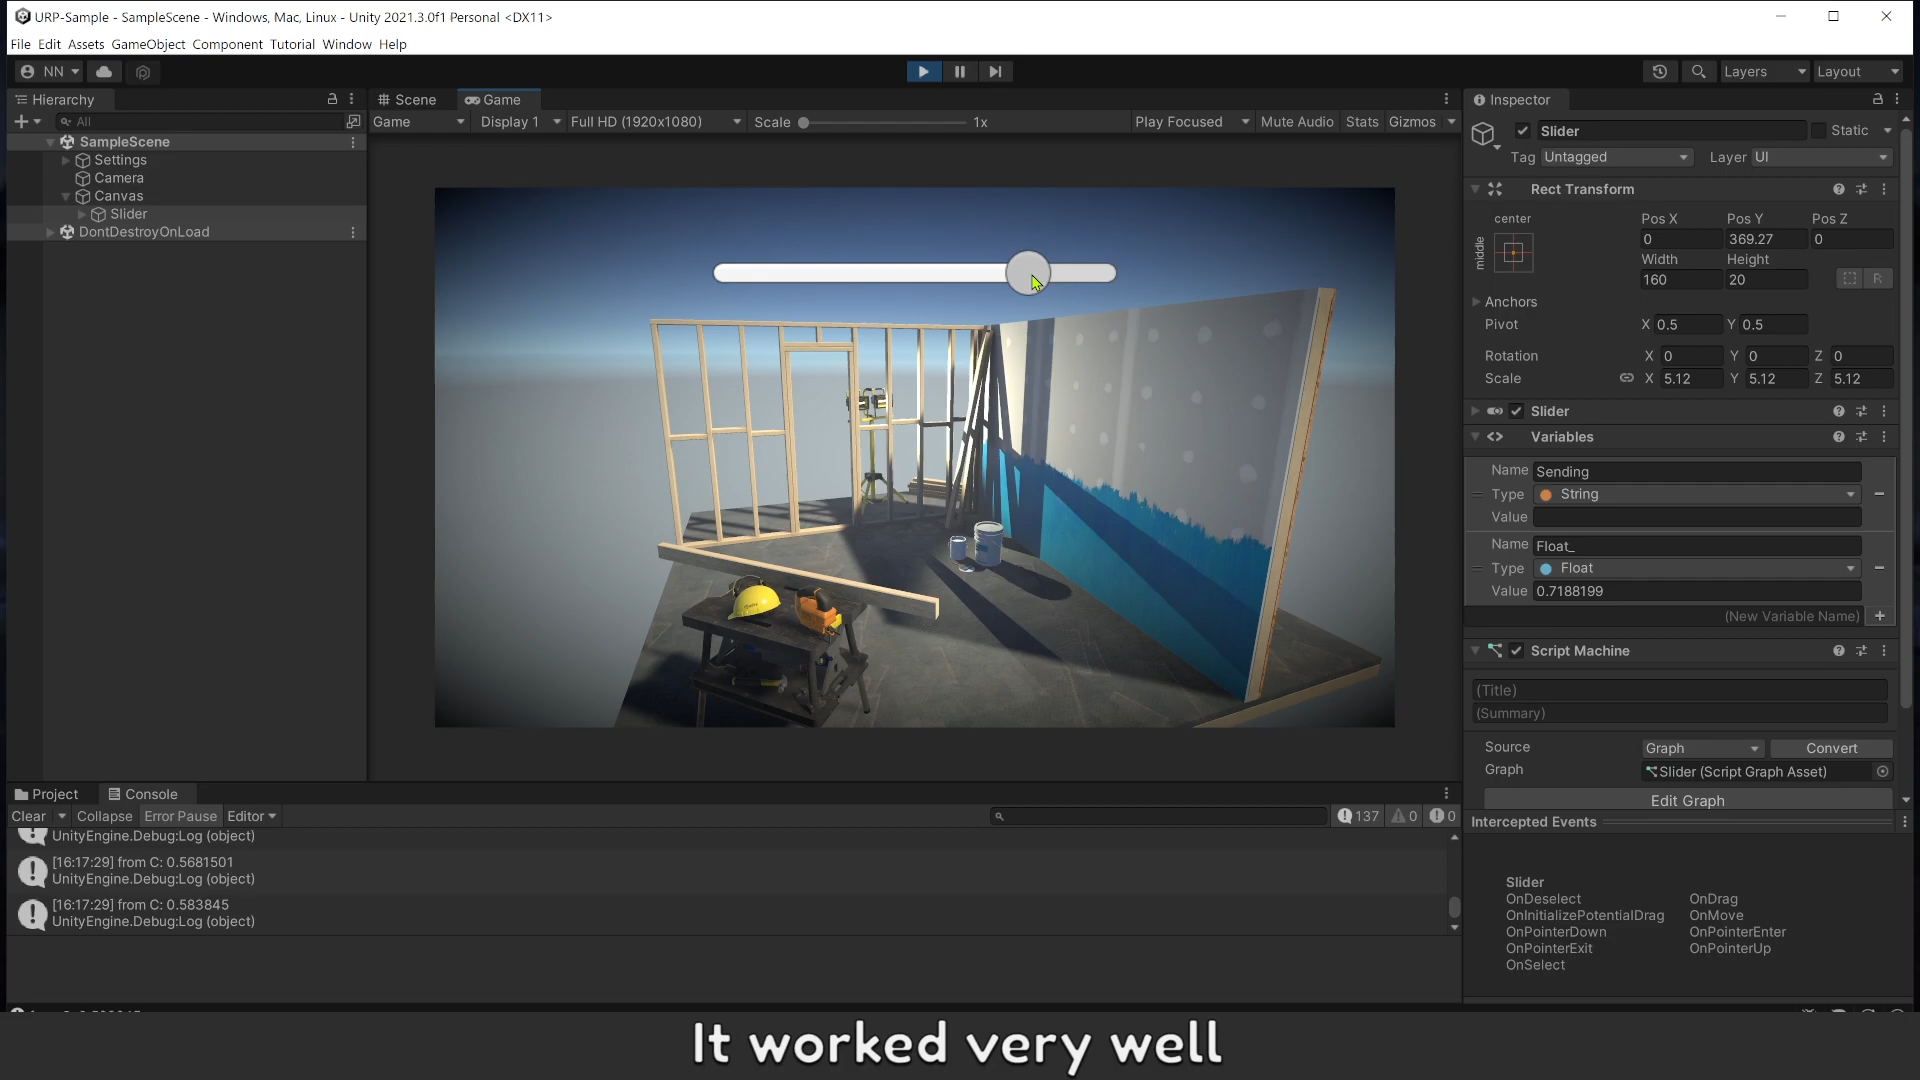 URP-Sample - SampleScene - Windows, Mac, Linux - Unity 2021.3.0f1 Personal <DX11>
File Edit Assets GameObject Component Tutorial Window Help
NN
Layers
Layout
Hierarchy
All
SampleScene
Settings
Camera
Canvas
Slider
DontDestroyOnLoad
Scene
Game
Game
Display 1
Full HD (1920x1080)
Scale
1x
Play Focused
Mute Audio
Stats
Gizmos
Inspector
Slider
Static
Tag Untagged
Layer UI
Rect Transform
center
middle
Pos X Pos Y Pos Z
0 369.27 0
Width Height
160 20
R
Anchors
Pivot X 0.5 Y 0.5
Rotation X 0 Y 0 Z 0
Scale X 5.12 Y 5.12 Z 5.12
Slider
Variables
Name Sending
Type String
Value
Name Float_
Type Float
Value 0.7188199
(New Variable Name)
Script Machine
(Title)
(Summary)
Source Graph Convert
Graph Slider (Script Graph Asset)
Edit Graph
Intercepted Events
Slider
OnDeselect OnDrag
OnInitializePotentialDrag OnMove
OnPointerDown OnPointerEnter
OnPointerExit OnPointerUp
OnSelect
Project
Console
Clear Collapse Error Pause Editor
137 0 0
UnityEngine.Debug:Log (object)
[16:17:29] from C: 0.5681501
UnityEngine.Debug:Log (object)
[16:17:29] from C: 0.583845
UnityEngine.Debug:Log (object)
It worked very well